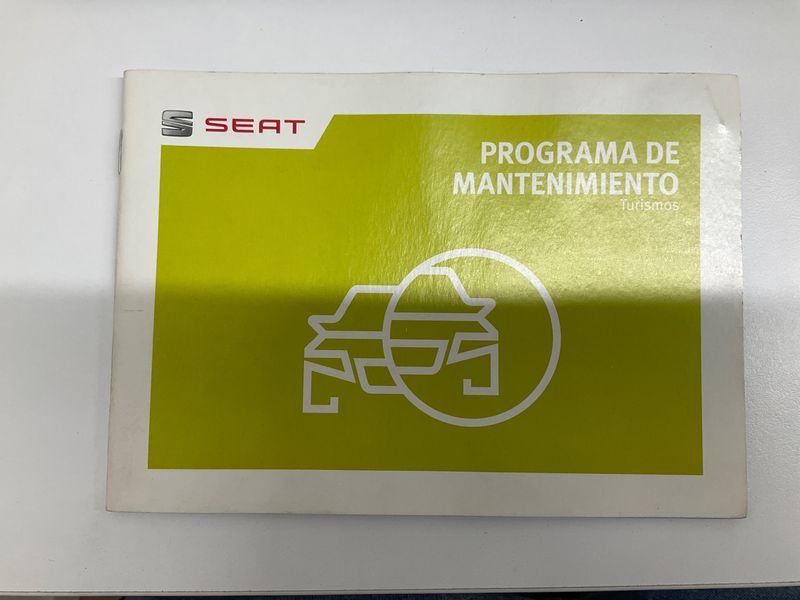 SEAT
PROGRAMA DE
MANTENIMIENTO
Turismos